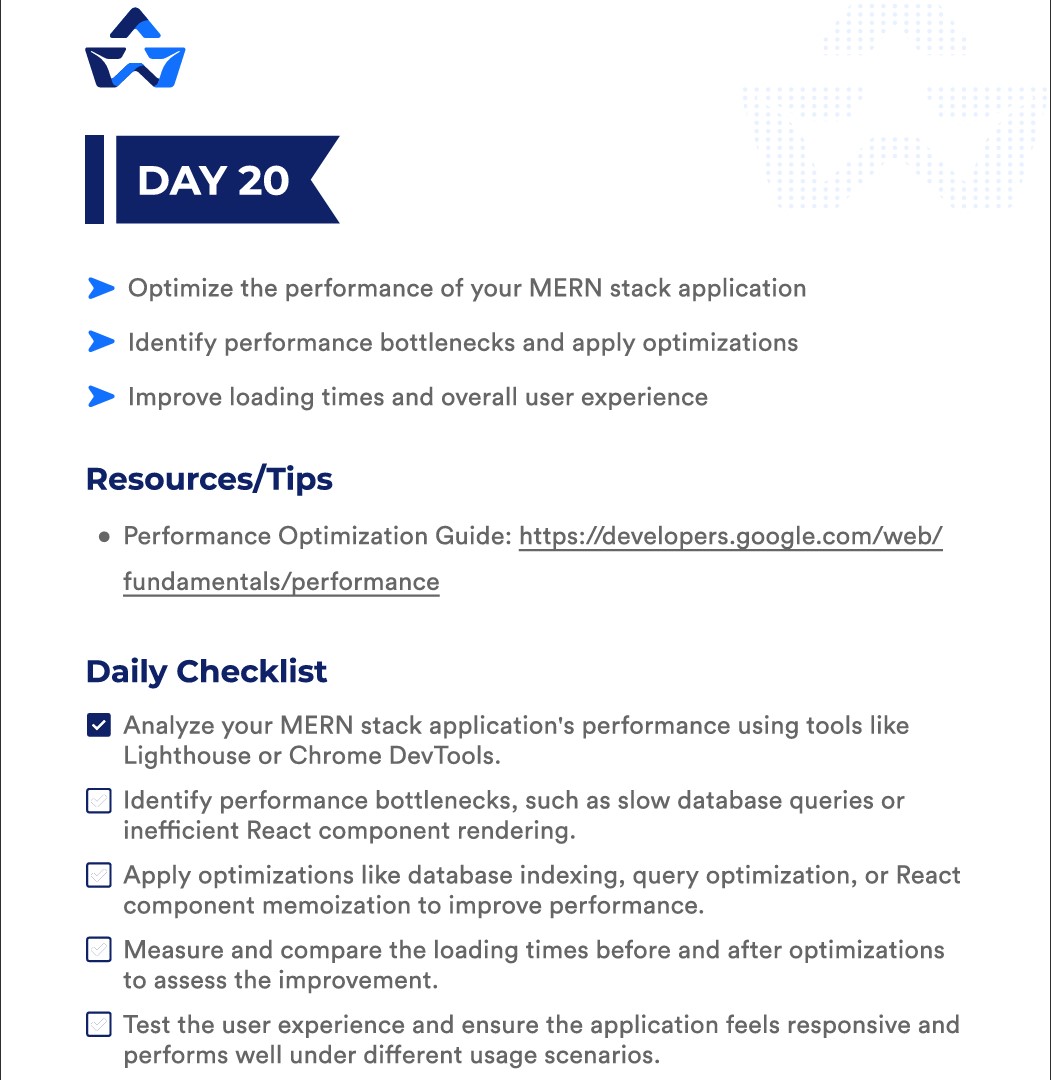 DAY 20
Optimize the performance of your MERN stack application
Identify performance bottlenecks and apply optimizations
Improve loading times and overall user experience
Resources/Tips
• Performance Optimization Guide: https://developers.google.com/web/
fundamentals/performance
Daily Checklist
Analyze your MERN stack application's performance using tools like
Lighthouse or Chrome DevTools.
Identify performance bottlenecks, such as slow database queries or
inefficient React component rendering.
Apply optimizations like database indexing, query optimization, or React
component memoization to improve performance.
Measure and compare the loading times before and after optimizations
to assess the improvement.
Test the user experience and ensure the application feels responsive and
performs well under different usage scenarios.